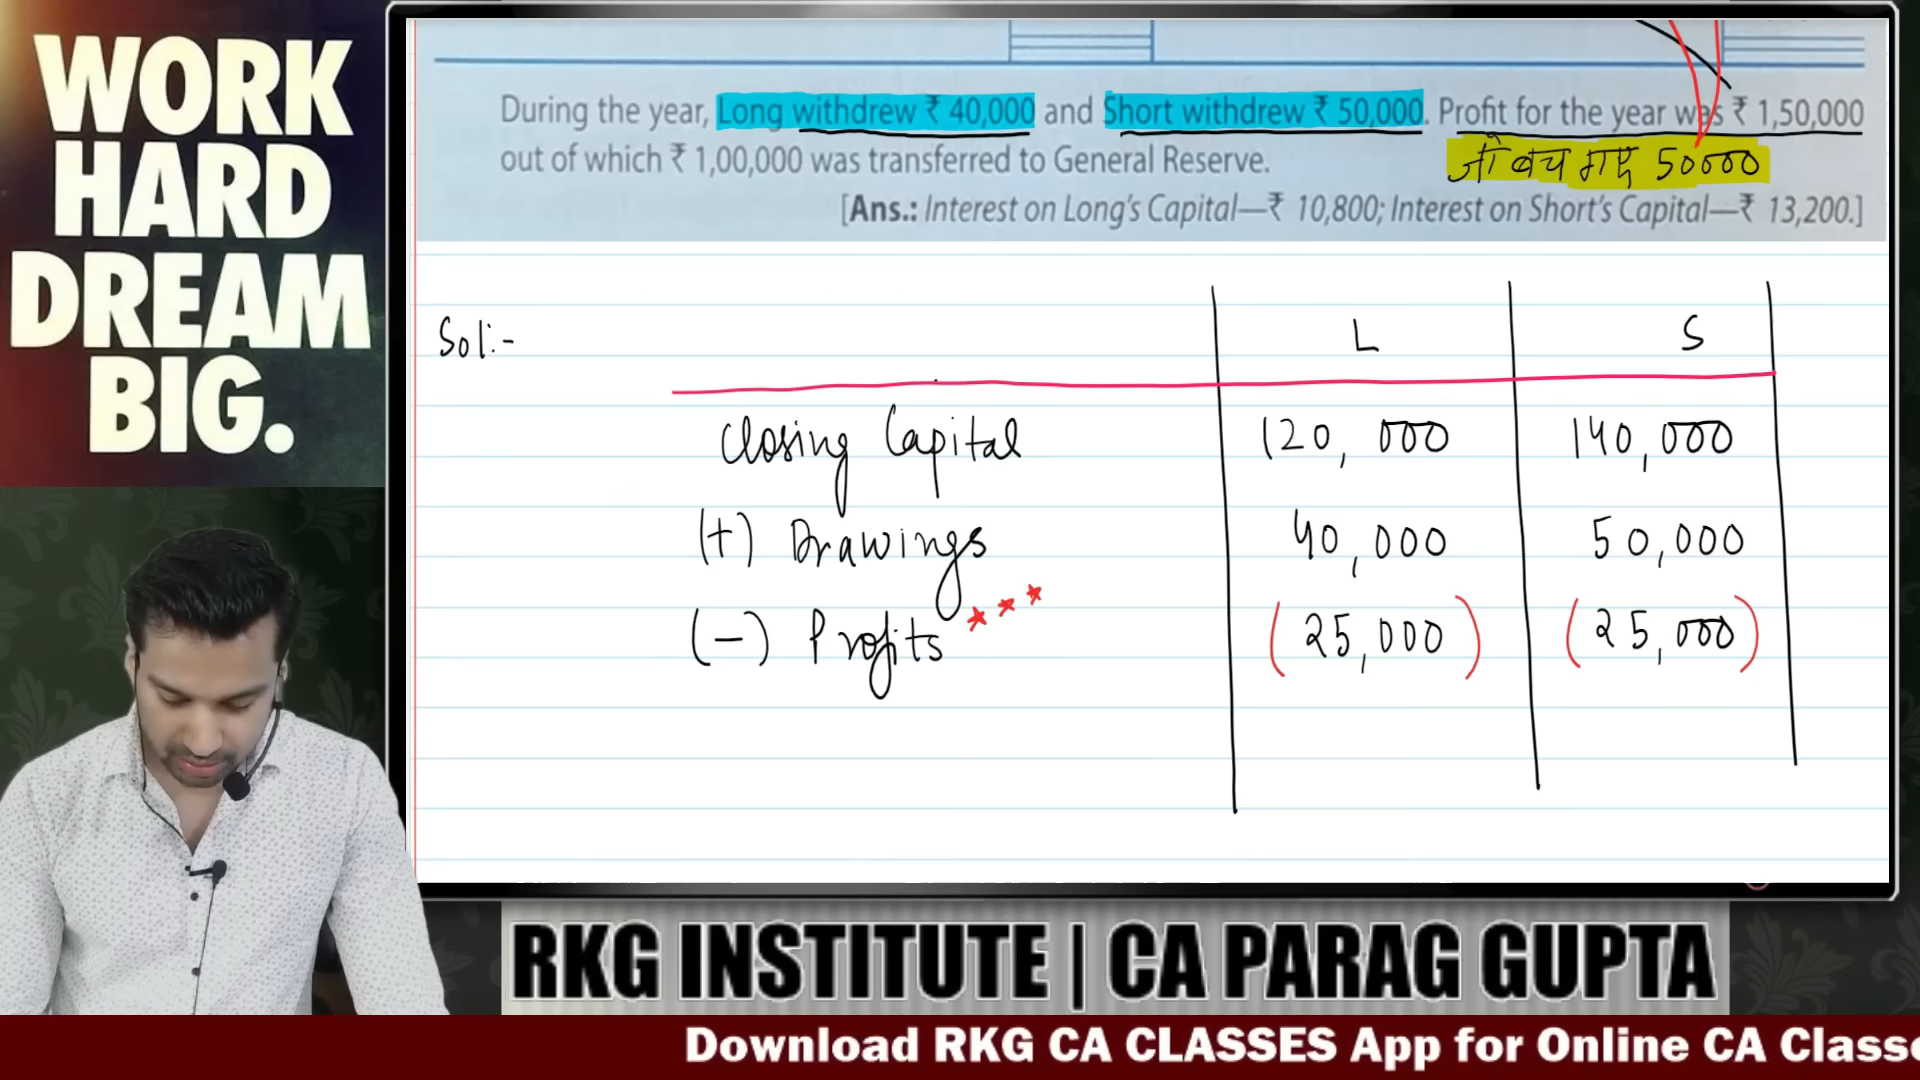 WORK
HARD
DREAM
BIG.
During the year, Long withdrew ₹ 40,000 and Short withdrew ₹ 50,000. Profit for the year was ₹ 1,50,000
out of which ₹ 1,00,000 was transferred to General Reserve.
जो बच गए 50000
[Ans.: Interest on Long's Capital—₹ 10,800; Interest on Short's Capital—₹ 13,200.]
Sol:- L S
Closing Capital 120,000 140,000
(+) Drawings 40,000 50,000
(-) Profits *** (25,000) (25,000)
RKG INSTITUTE | CA PARAG GUPTA
Download RKG CA CLASSES App for Online CA Classe